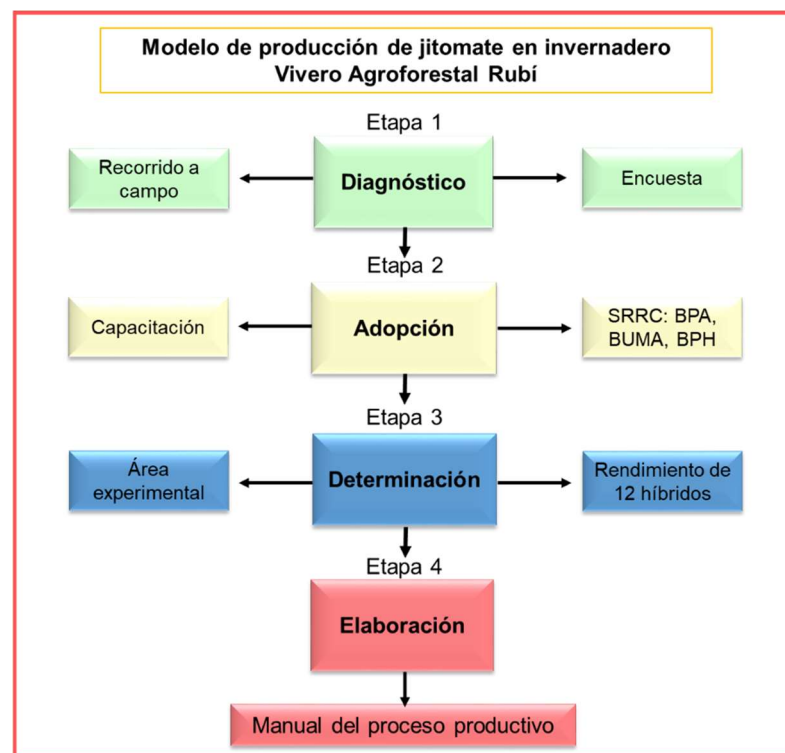 Modelo de producción de jitomate en invernadero
Vivero Agroforestal Rubí
Etapa 1
Recorrido a
campo
Diagnóstico
Encuesta
Etapa 2
Capacitación
Adopción
SRRC: BPA,
BUMA, BPH
Etapa 3
Área
experimental
Determinación
Rendimiento de
12 híbridos
Etapa 4
Elaboración
Manual del proceso productivo